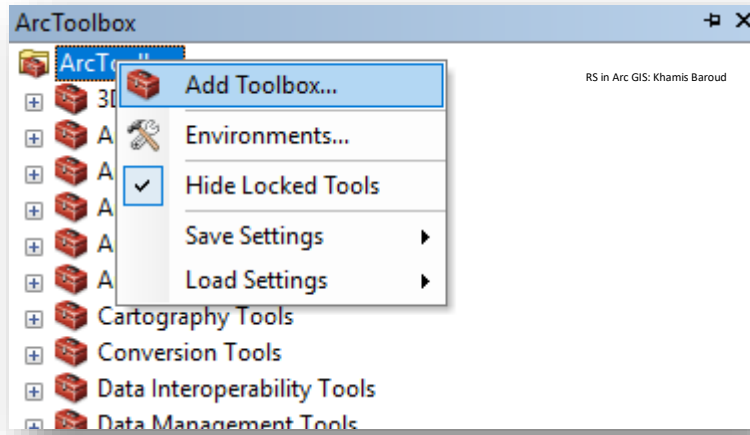 ArcToolbox
ArcT
RS in Arc GIS: Khamis Baroud
Add Toolbox...
3D
A
Environments...
A
Hide Locked Tools
A
A
Save Settings
A
Load Settings
Cartography Tools
Conversion Tools
Data Interoperability Tools
Data Management Tools